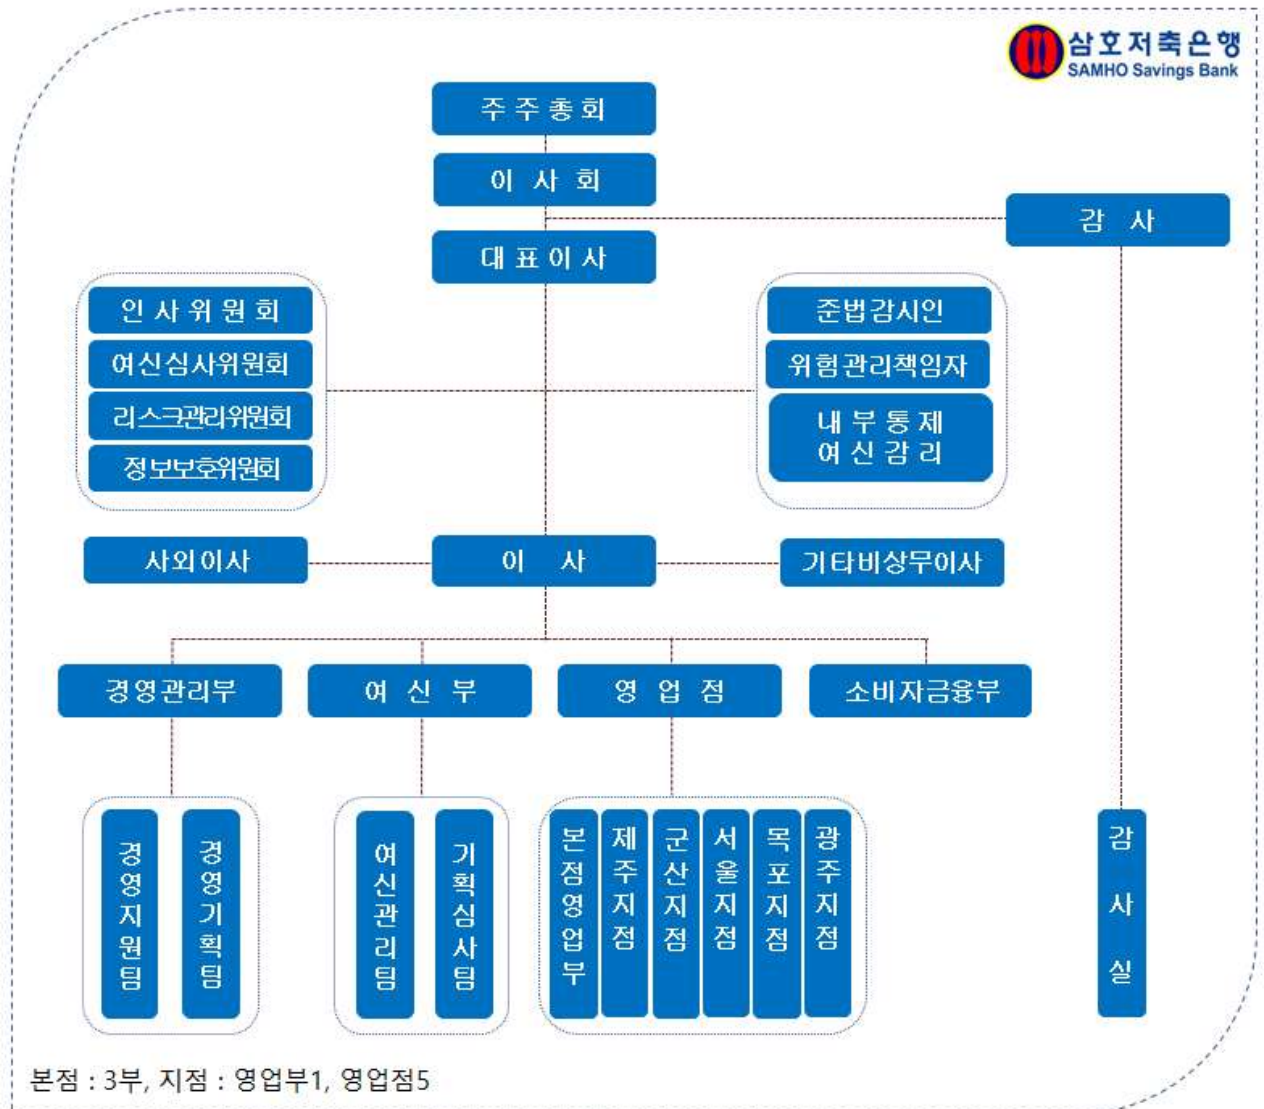 삼호저축은행
SAMHO Savings Bank
주주총회
이 사 회
감 사
대표이사
인사위원회
여신심사위원회
리스크관리위원회
정보보호위원회
준법감시인
위험관리책임자
내부통제
여신감리
사외이사
이 사
기타비상무이사
경영관리부
여 신 부
영 업 점
소비자금융부
경영지원팀
경영기획팀
여신관리팀
기획심사팀
본점영업부
제주지점
군산지점
서울지점
목포지점
광주지점
감사실
본점 : 3부, 지점 : 영업부1, 영업점5